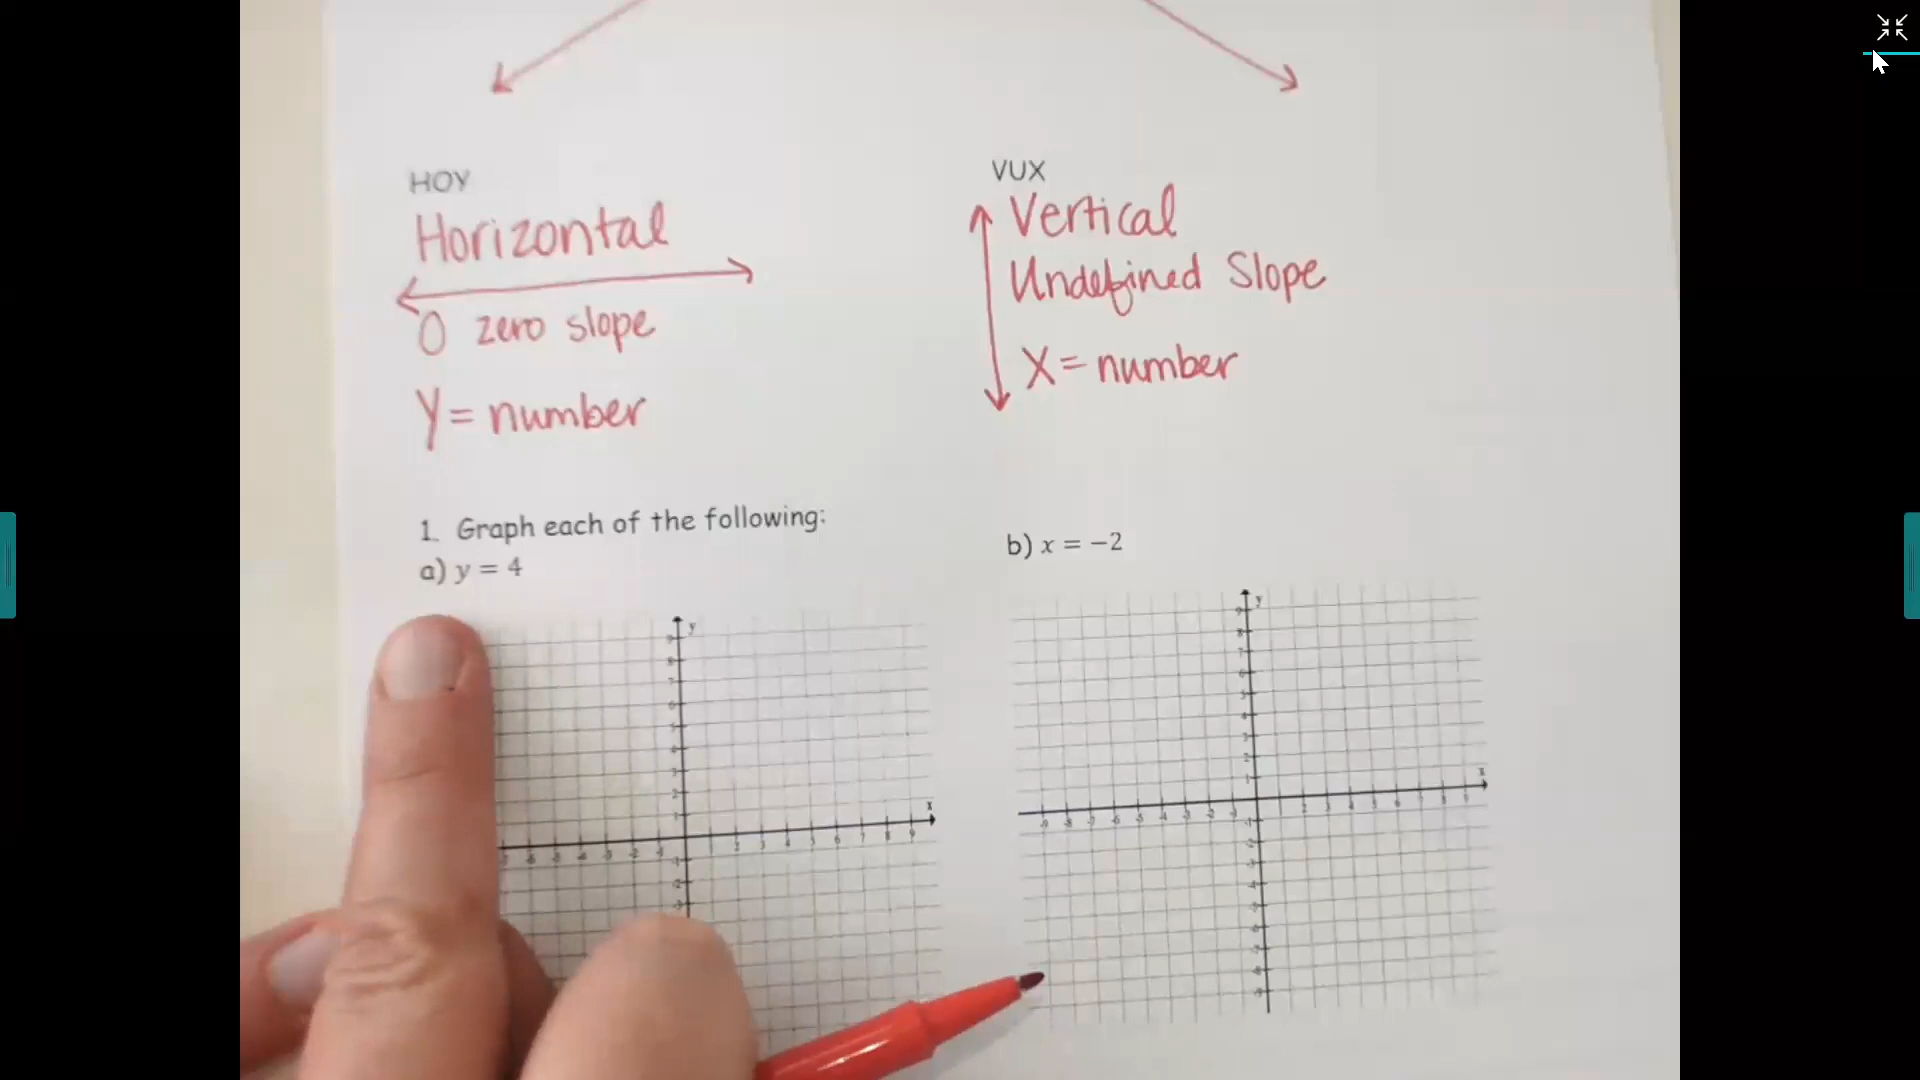 HOY
Horizontal
0 zero slope
Y = number
VUX
Vertical
Undefined Slope
X = number
1. Graph each of the following:
a) y = 4
b) x = −2
y
x
y
x